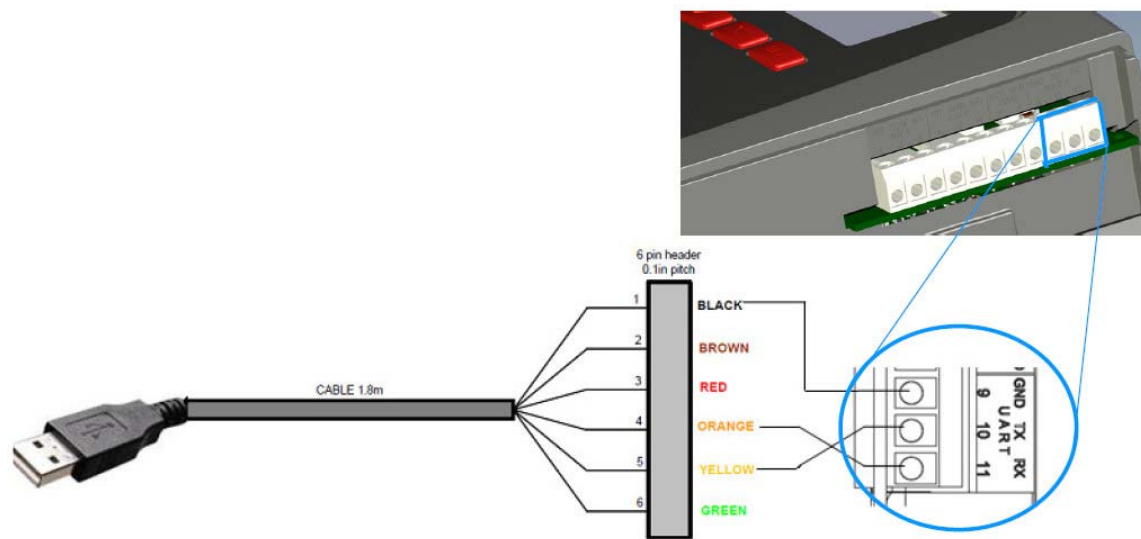 6 pin header
0.1in pitch
1
BLACK
2
BROWN
CABLE 1.8m
3
RED
4
ORANGE
5
YELLOW
6
GREEN
GND TX RX
UART
9 10 11